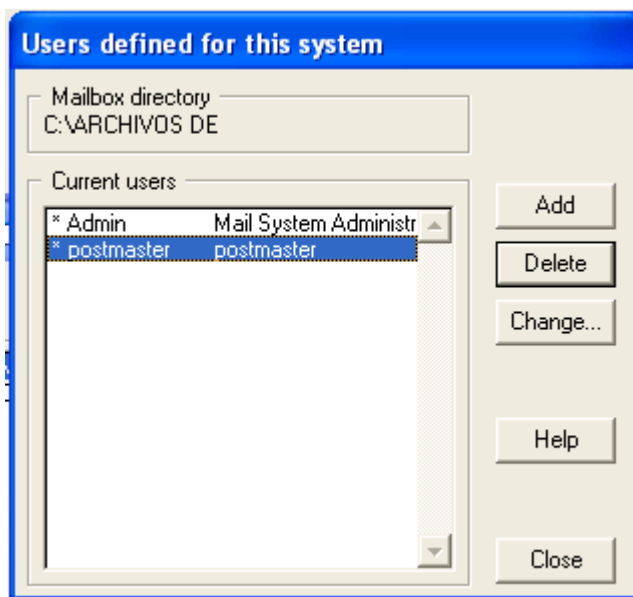 Users defined for this system
Mailbox directory
C:\ARCHIVOS DE
Current users
* Admin Mail System Administr
* postmaster postmaster
Add
Delete
Change...
Help
Close